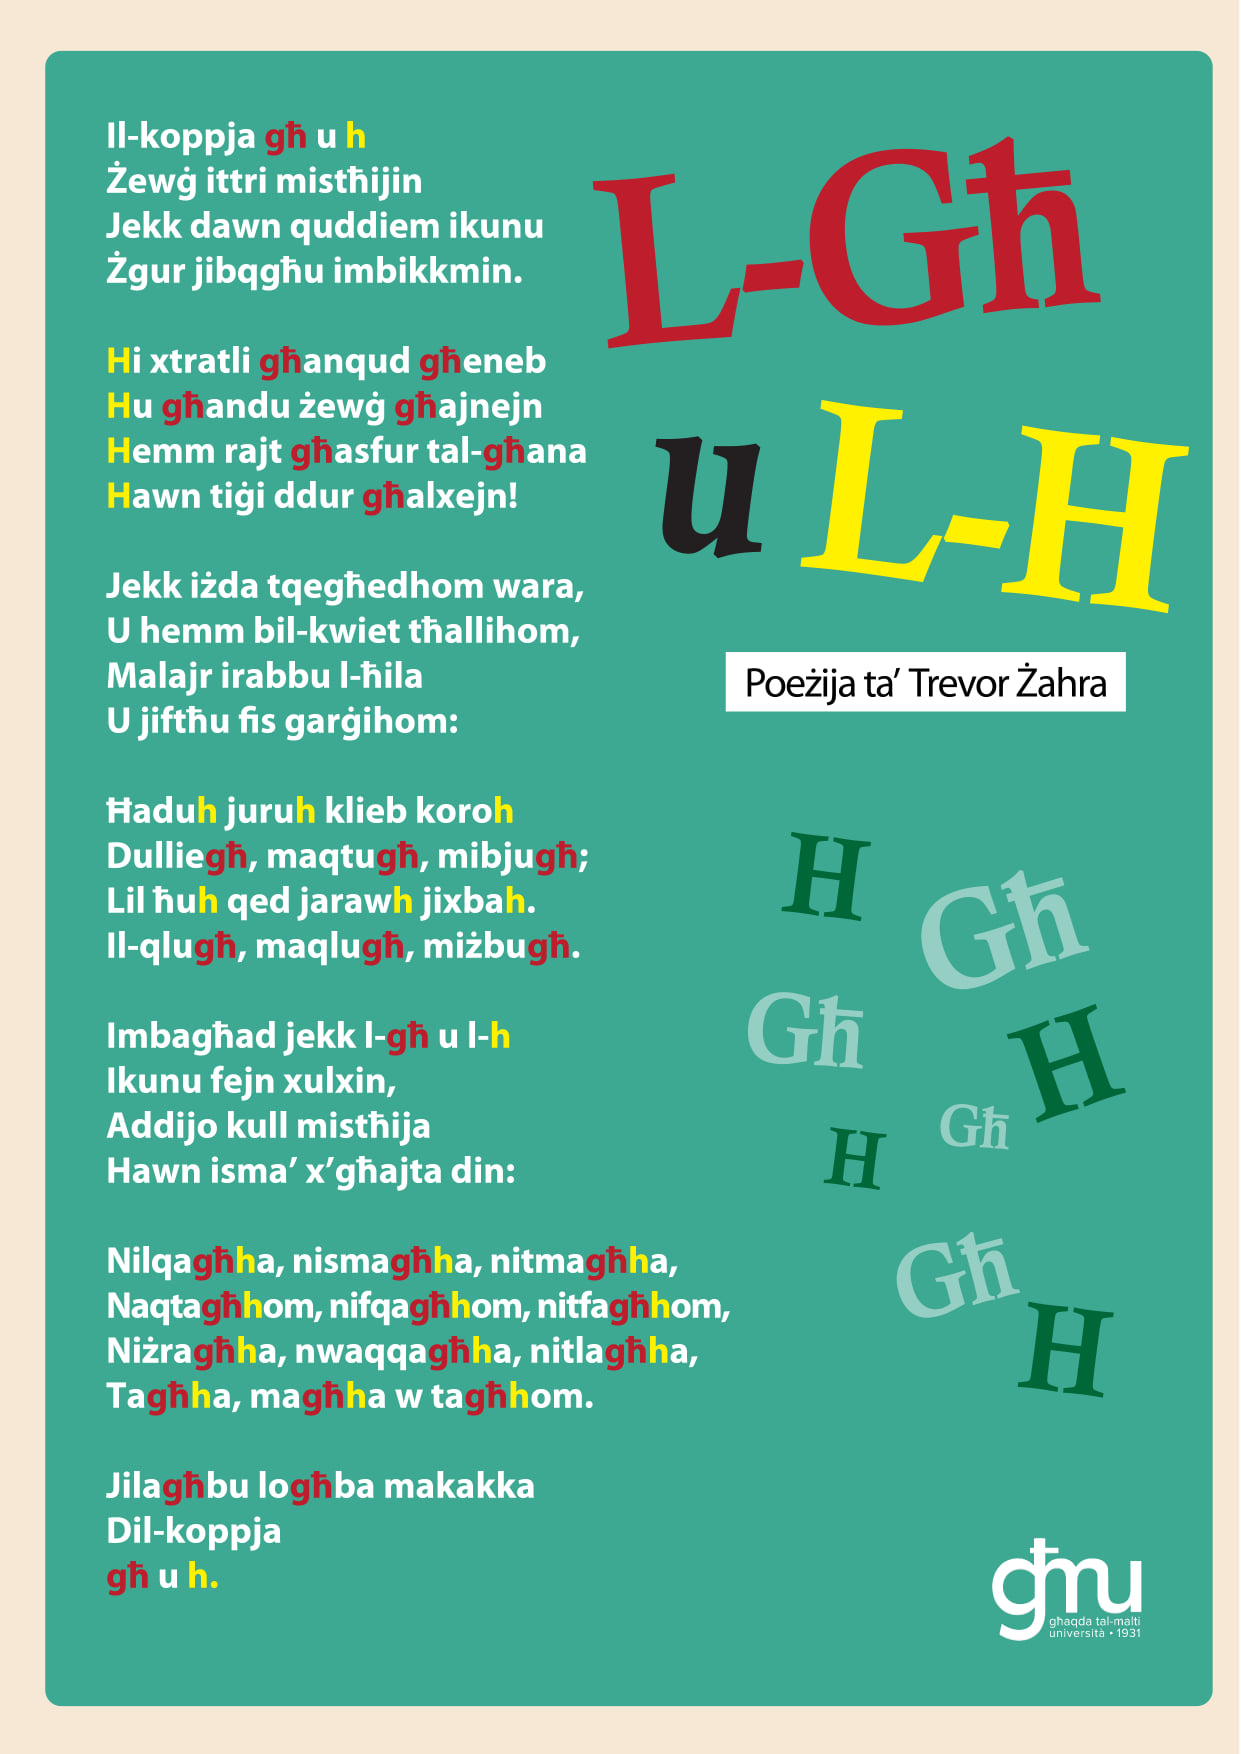 L-Għ
u L-H
Poeżija ta’ Trevor Żahra
Il-koppja għ u h
Żewġ ittri mistħijin
Jekk dawn quddiem ikunu
Żgur jibqgħu imbikkmin.
Hi xtratli għanqud għeneb
Hu għandu żewġ għajnejn
Hemm rajt għasfur tal-għana
Hawn tiġi ddur għalxejn!
Jekk iżda tqegħedhom wara,
U hemm bil-kwiet tħallihom,
Malajr irabbu l-ħila
U jiftħu fis garġihom:
Ħaduh juruh klieb koroh
Dulliegħ, maqtugħ, mibjugħ;
Lil ħuh qed jarawh jixbah.
Il-qlugħ, maqlugħ, miżbugħ.
Imbagħad jekk l-għ u l-h
Ikunu fejn xulxin,
Addijo kull mistħija
Hawn isma’ x’għajta din:
Nilqagħha, nismagħha, nitmagħha,
Naqtagħhom, nifqagħhom, nitfagħhom,
Niżragħha, nwaqqagħha, nitlagħha,
Tagħha, magħha w tagħhom.
Jilagħbu logħba makakka
Dil-koppja
għ u h.
H
Għ
Għ
H
Għ
H
Għ
H
għmu
għaqda tal-malti
università • 1931